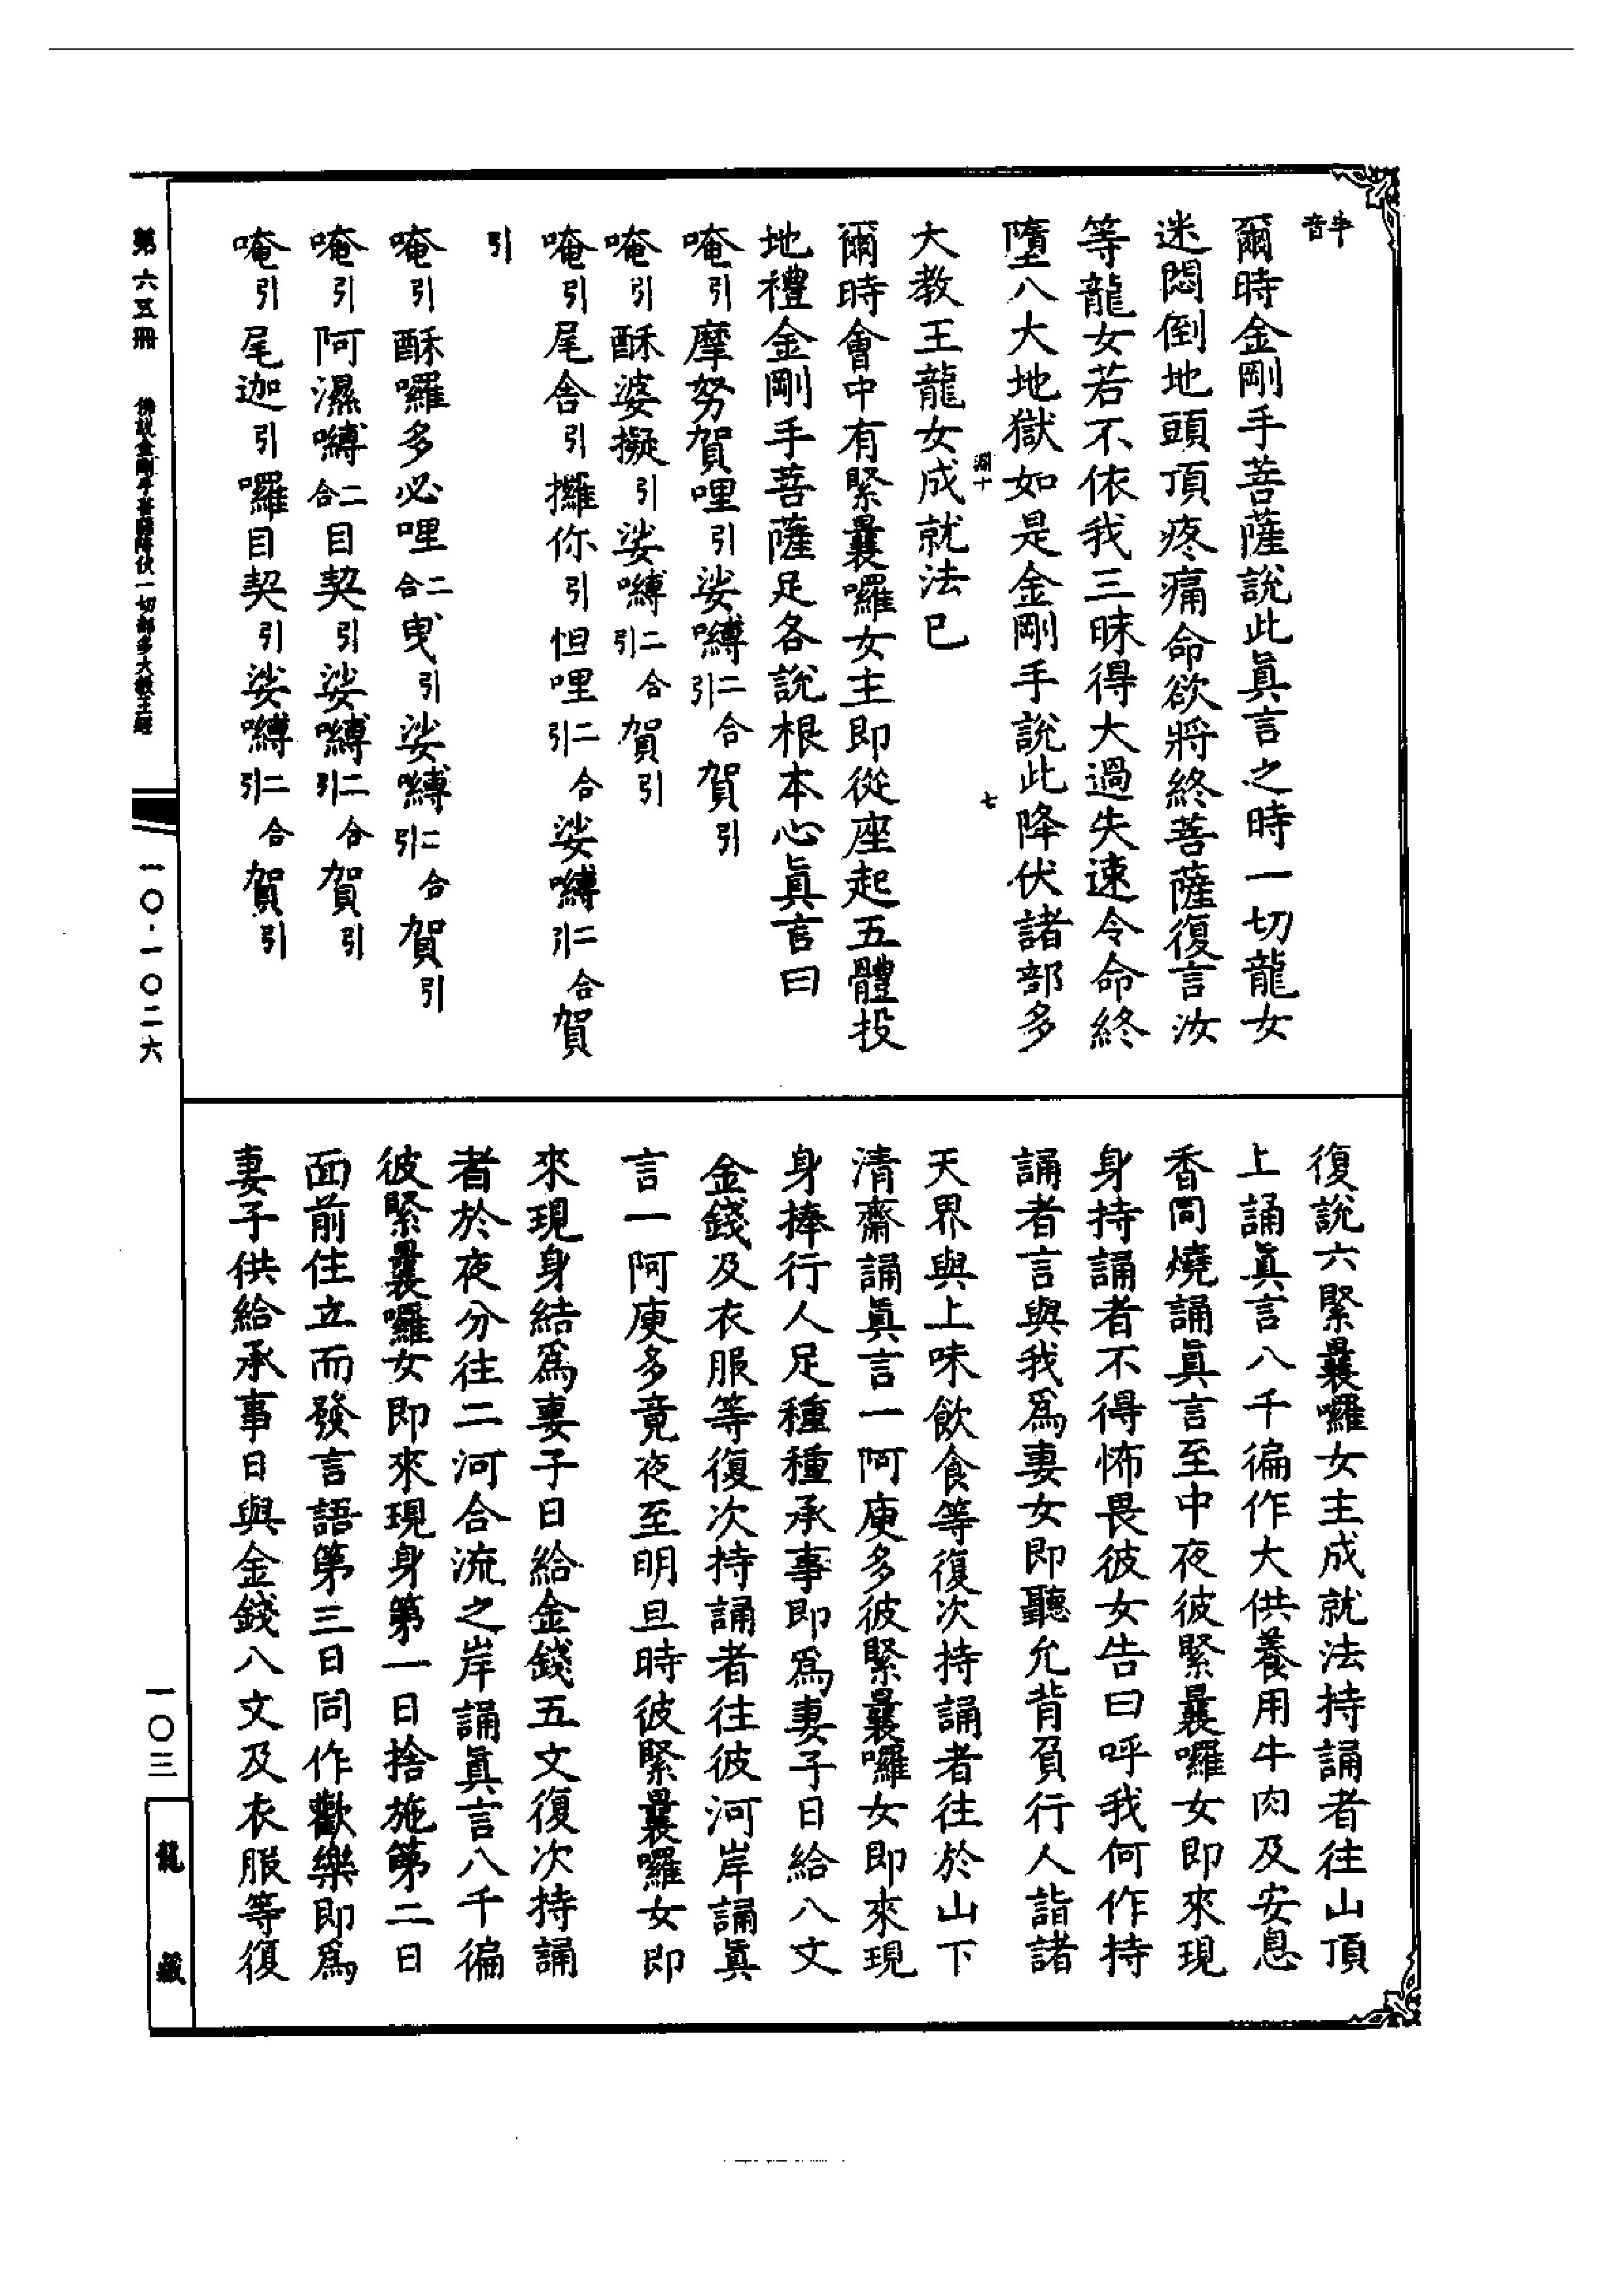 半音
爾時金剛手菩薩說此眞言之時一切龍女
迷悶倒地頭頂疼痛命欲將終菩薩復言汝
等龍女若不依我三昧得大過失速令命終
墮八大地獄如是金剛手說此降伏諸部多
大教王龍女成就法已
爾時會中有緊曩囉女主即從座起五體投
地禮金剛手菩薩足各說根本心眞言曰
唵引摩努賀哩引娑嚩二合引賀引
唵引酥婆擬引娑嚩二合引賀引
唵引尾舍引攞你引怛哩二合引娑嚩二合引賀
引
唵引酥囉多必哩二合曳引娑嚩二合引賀引
唵引阿濕嚩二合目契引娑嚩二合引賀引
唵引尾迦引囉目契引娑嚩二合引賀引
復說六緊曩囉女主成就法持誦者往山頂
上誦眞言八千徧作大供養用牛肉及安息
香同燒誦眞言至中夜彼緊曩囉女即來現
身持誦者不得怖畏彼女告曰呼我何作持
誦者言與我爲妻女即聽允背負行人詣諸
天界與上味飲食等復次持誦者往於山下
清齋誦眞言一阿庾多彼緊曩囉女即來現
身捧行人足種種承事即爲妻子日給八文
金錢及衣服等復次持誦者往彼河岸誦眞
言一阿庾多竟夜至明旦時彼緊曩囉女即
來現身結爲妻子日給金錢五文復次持誦
者於夜分往二河合流之岸誦眞言八千徧
彼緊曩囉女即來現身第一日捨施第二日
面前住立而發言語第三日同作歡樂即爲
妻子供給承事日與金錢八文及衣服等復
第六五冊
佛說金剛手菩薩降伏一切部多大教王經
一〇·一〇二六
一〇三
龍藏